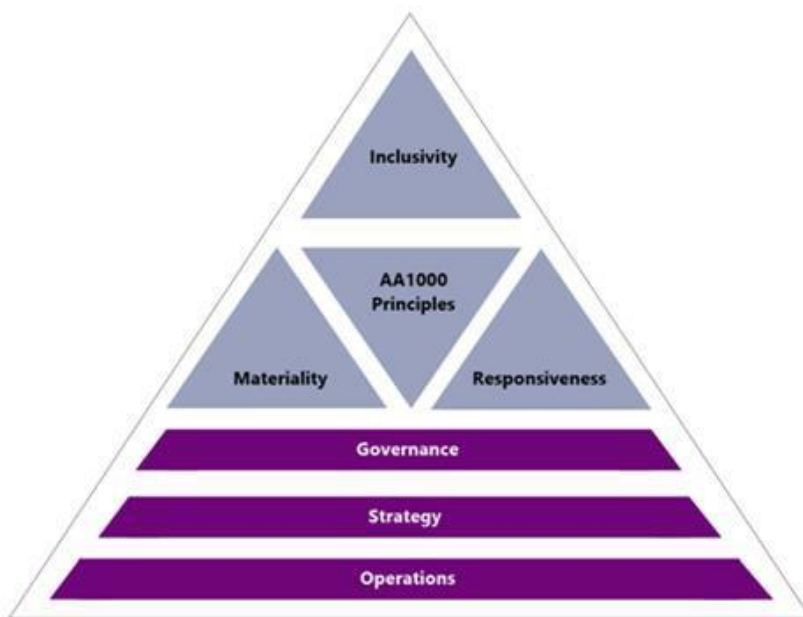 Inclusivity
AA1000
Principles
Materiality
Responsiveness
Governance
Strategy
Operations